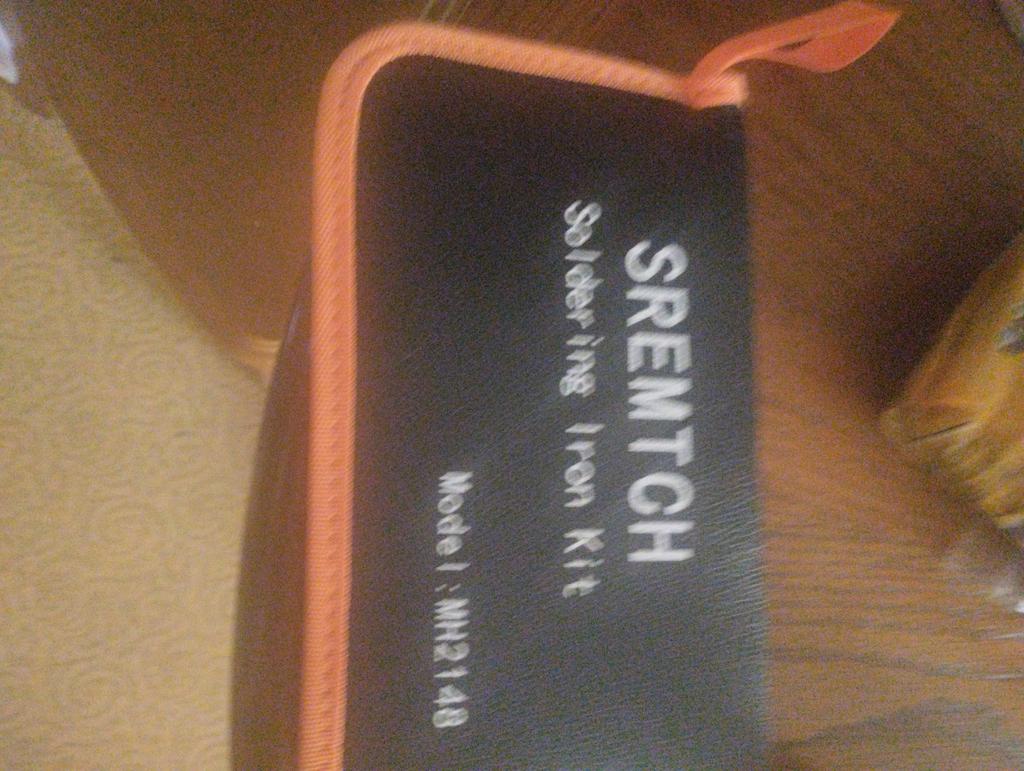 SREMTCH
Soldering Iron Kit
Model:MH2148